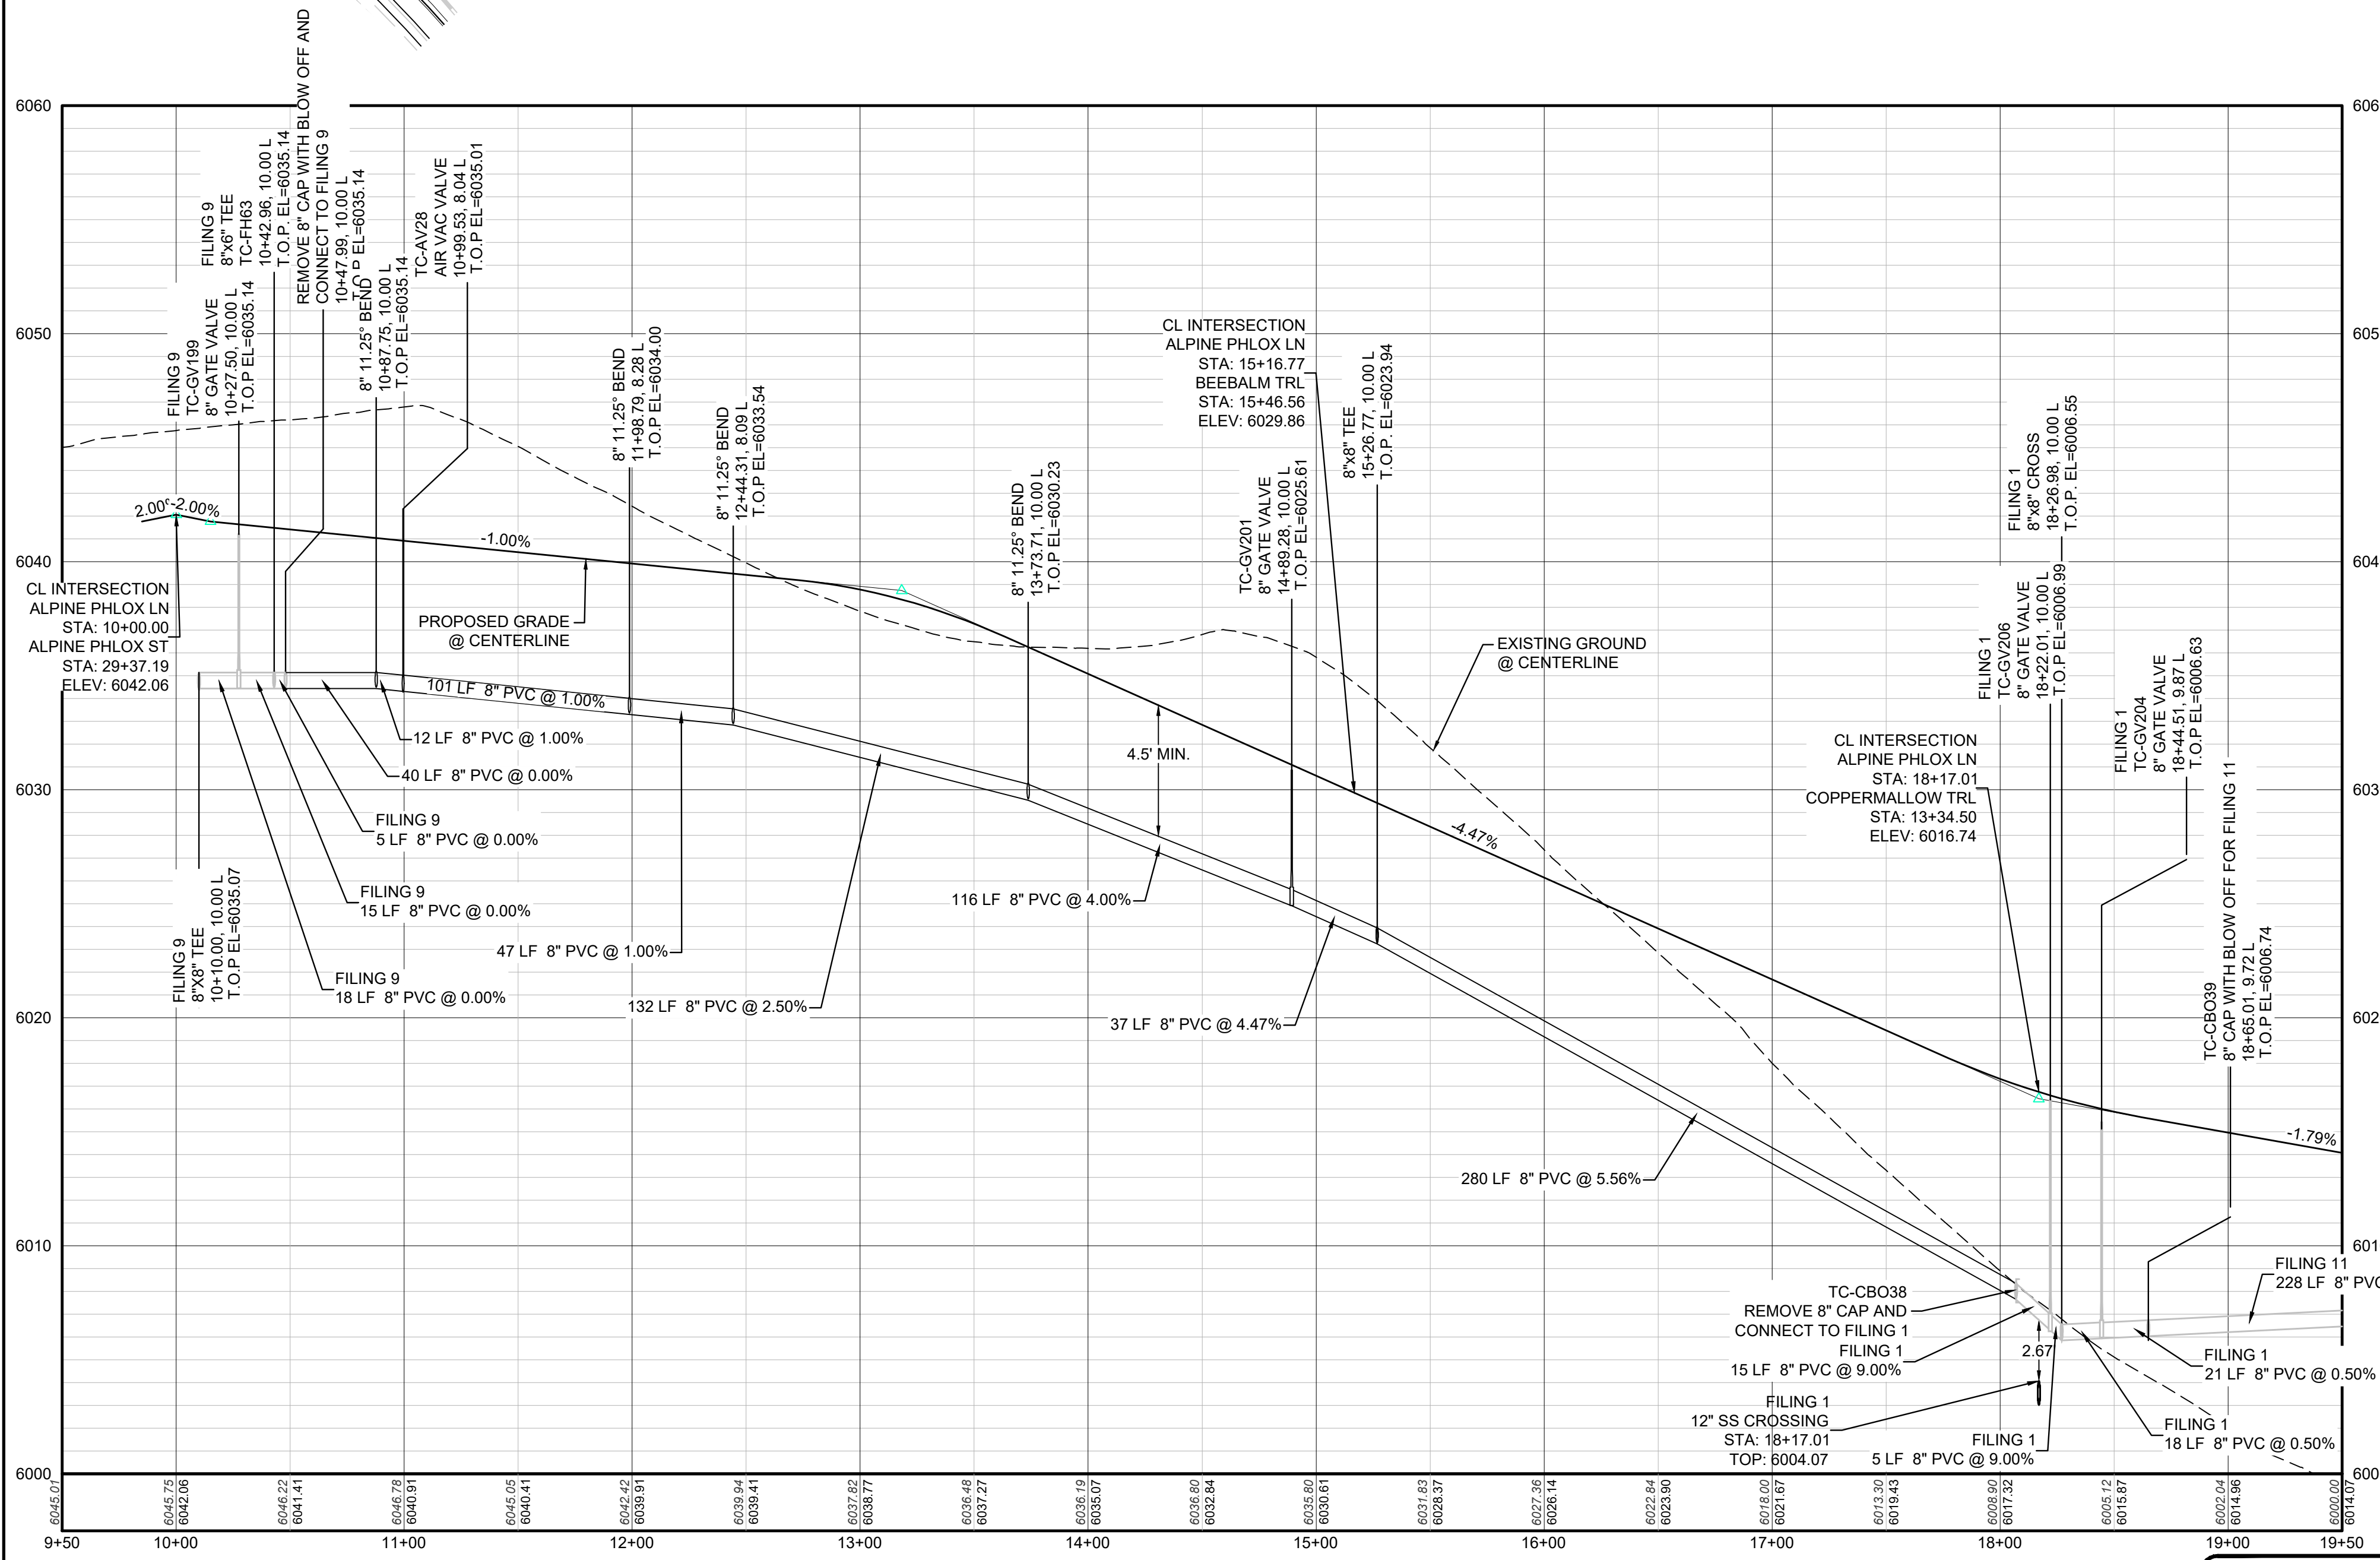 6060
6050
6040
6030
6020
6010
6000
FILING 9
TC-GV199
8" GATE VALVE
10+27.50, 10.00 L
T.O.P EL=6035.14
FILING 9
8"x6" TEE
TC-FH63
10+42.96, 10.00 L
T.O.P. EL=6035.14
REMOVE 8" CAP WITH BLOW OFF AND
CONNECT TO FILING 9
10+47.99, 10.00 L
T.O.P EL=6035.14
8" 11.25° BEND
10+87.75, 10.00 L
T.O.P EL=6035.14
TC-AV28
AIR VAC VALVE
10+99.53, 8.04 L
T.O.P EL=6035.01
8" 11.25° BEND
11+98.79, 8.28 L
T.O.P EL=6034.00
8" 11.25° BEND
12+44.31, 8.09 L
T.O.P EL=6033.54
8" 11.25° BEND
13+73.71, 10.00 L
T.O.P EL=6030.23
CL INTERSECTION
ALPINE PHLOX LN
STA: 15+16.77
BEEBALM TRL
STA: 15+46.56
ELEV: 6029.86
TC-GV201
8" GATE VALVE
14+89.28, 10.00 L
T.O.P EL=6025.61
8"x8" TEE
15+26.77, 10.00 L
T.O.P. EL=6023.94
FILING 1
8"x8" CROSS
18+26.98, 10.00 L
T.O.P. EL=6006.55
FILING 1
TC-GV206
8" GATE VALVE
18+22.01, 10.00 L
T.O.P EL=6006.99
FILING 1
TC-GV204
8" GATE VALVE
18+44.51, 9.87 L
T.O.P EL=6006.63
TC-CBO39
8" CAP WITH BLOW OFF FOR FILING 11
18+65.01, 9.72 L
T.O.P EL=6006.74
2.00%
-2.00%
-1.00%
-4.47%
-1.79%
CL INTERSECTION
ALPINE PHLOX LN
STA: 10+00.00
ALPINE PHLOX ST
STA: 29+37.19
ELEV: 6042.06
PROPOSED GRADE
@ CENTERLINE
EXISTING GROUND
@ CENTERLINE
101 LF 8" PVC @ 1.00%
12 LF 8" PVC @ 1.00%
40 LF 8" PVC @ 0.00%
FILING 9
5 LF 8" PVC @ 0.00%
FILING 9
15 LF 8" PVC @ 0.00%
FILING 9
18 LF 8" PVC @ 0.00%
FILING 9
8"X8" TEE
10+10.00, 10.00 L
T.O.P EL=6035.07
47 LF 8" PVC @ 1.00%
132 LF 8" PVC @ 2.50%
4.5' MIN.
116 LF 8" PVC @ 4.00%
37 LF 8" PVC @ 4.47%
280 LF 8" PVC @ 5.56%
CL INTERSECTION
ALPINE PHLOX LN
STA: 18+17.01
COPPERMALLOW TRL
STA: 13+34.50
ELEV: 6016.74
TC-CBO38
REMOVE 8" CAP AND
CONNECT TO FILING 1
FILING 1
15 LF 8" PVC @ 9.00%
2.67
FILING 1
12" SS CROSSING
STA: 18+17.01
TOP: 6004.07
FILING 1
5 LF 8" PVC @ 9.00%
FILING 1
18 LF 8" PVC @ 0.50%
FILING 1
21 LF 8" PVC @ 0.50%
FILING 11
228 LF 8" PVC
606
605
604
603
602
601
600
6045.01
6045.75
6042.06
6046.22
6041.41
6046.78
6040.91
6045.05
6040.41
6042.42
6039.91
6039.94
6039.41
6037.82
6038.77
6036.48
6037.27
6036.19
6035.07
6036.80
6032.84
6035.80
6030.61
6031.83
6028.37
6027.36
6026.14
6022.84
6023.90
6018.00
6021.67
6013.30
6019.43
6008.90
6017.32
6005.12
6015.87
6002.04
6014.96
6000.00
6014.07
9+50 10+00 11+00 12+00 13+00 14+00 15+00 16+00 17+00 18+00 19+00 19+50